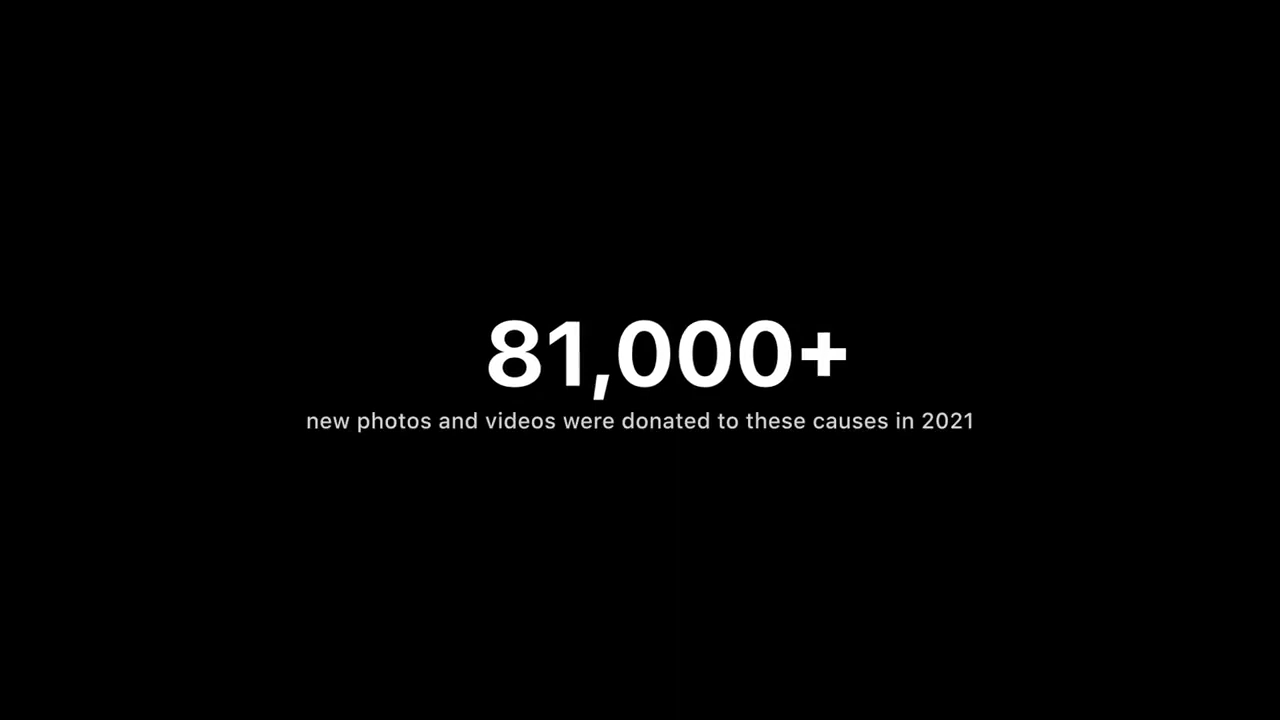 81,000+
new photos and videos were donated to these causes in 2021